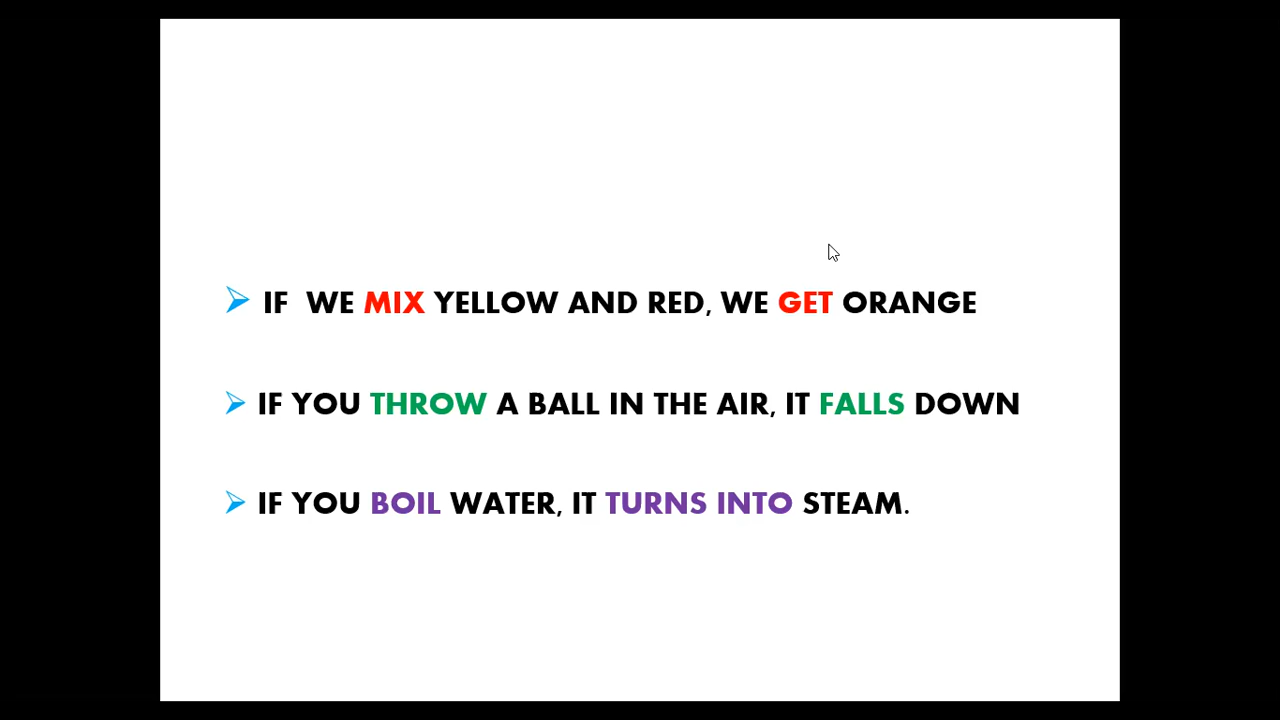 IF WE MIX YELLOW AND RED, WE GET ORANGE
IF YOU THROW A BALL IN THE AIR, IT FALLS DOWN
IF YOU BOIL WATER, IT TURNS INTO STEAM.